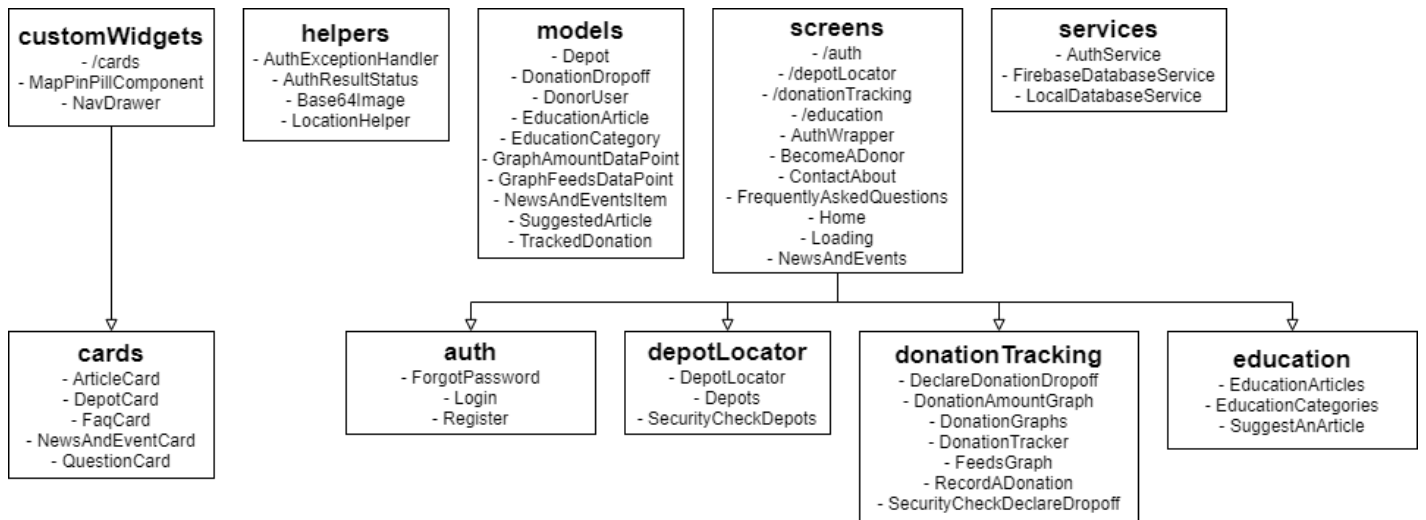 customWidgets
- /cards
- MapPinPillComponent
- NavDrawer
helpers
- AuthExceptionHandler
- AuthResultStatus
- Base64Image
- LocationHelper
models
- Depot
- DonationDropoff
- DonorUser
- EducationArticle
- EducationCategory
- GraphAmountDataPoint
- GraphFeedsDataPoint
- NewsAndEventsItem
- SuggestedArticle
- TrackedDonation
screens
- /auth
- /depotLocator
- /donationTracking
- /education
- AuthWrapper
- BecomeADonor
- ContactAbout
- FrequentlyAskedQuestions
- Home
- Loading
- NewsAndEvents
services
- AuthService
- FirebaseDatabaseService
- LocalDatabaseService
cards
- ArticleCard
- DepotCard
- FaqCard
- NewsAndEventCard
- QuestionCard
auth
- ForgotPassword
- Login
- Register
depotLocator
- DepotLocator
- Depots
- SecurityCheckDepots
donationTracking
- DeclareDonationDropoff
- DonationAmountGraph
- DonationGraphs
- DonationTracker
- FeedsGraph
- RecordADonation
- SecurityCheckDeclareDropoff
education
- EducationArticles
- EducationCategories
- SuggestAnArticle